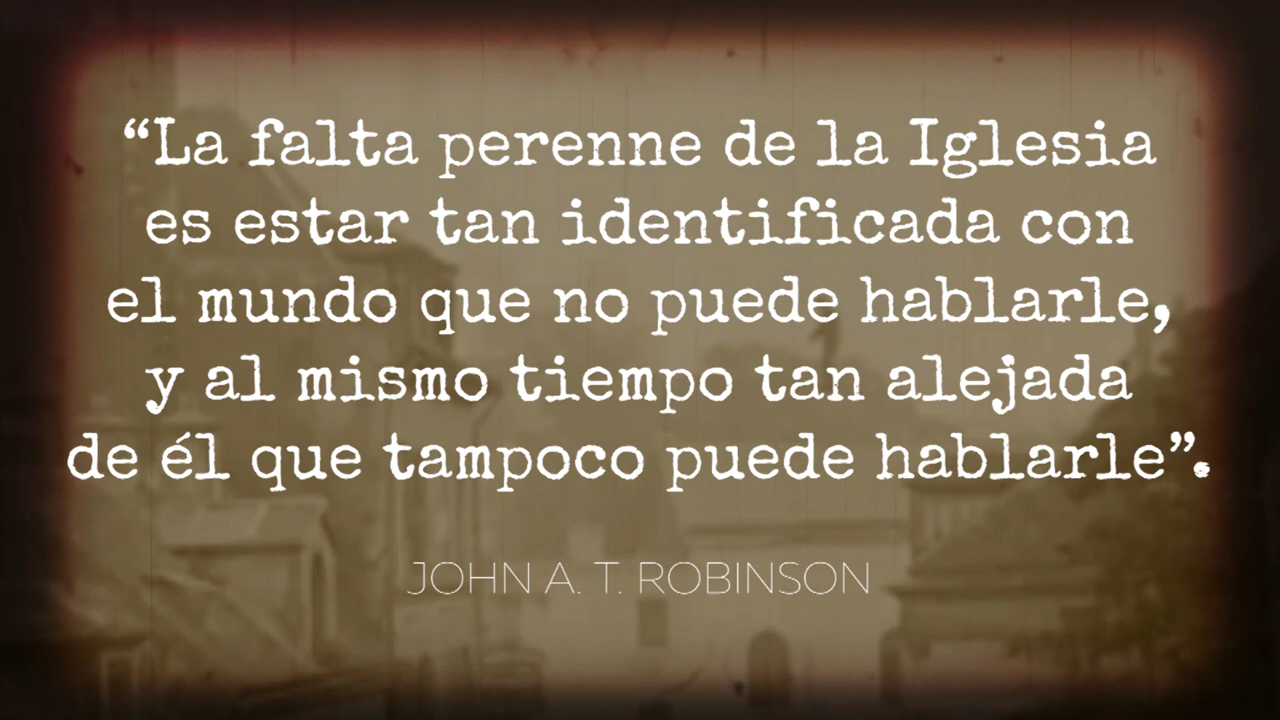 “La falta perenne de la Iglesia
es estar tan identificada con
el mundo que no puede hablarle,
y al mismo tiempo tan alejada
de él que tampoco puede hablarle”.
JOHN A. T. ROBINSON